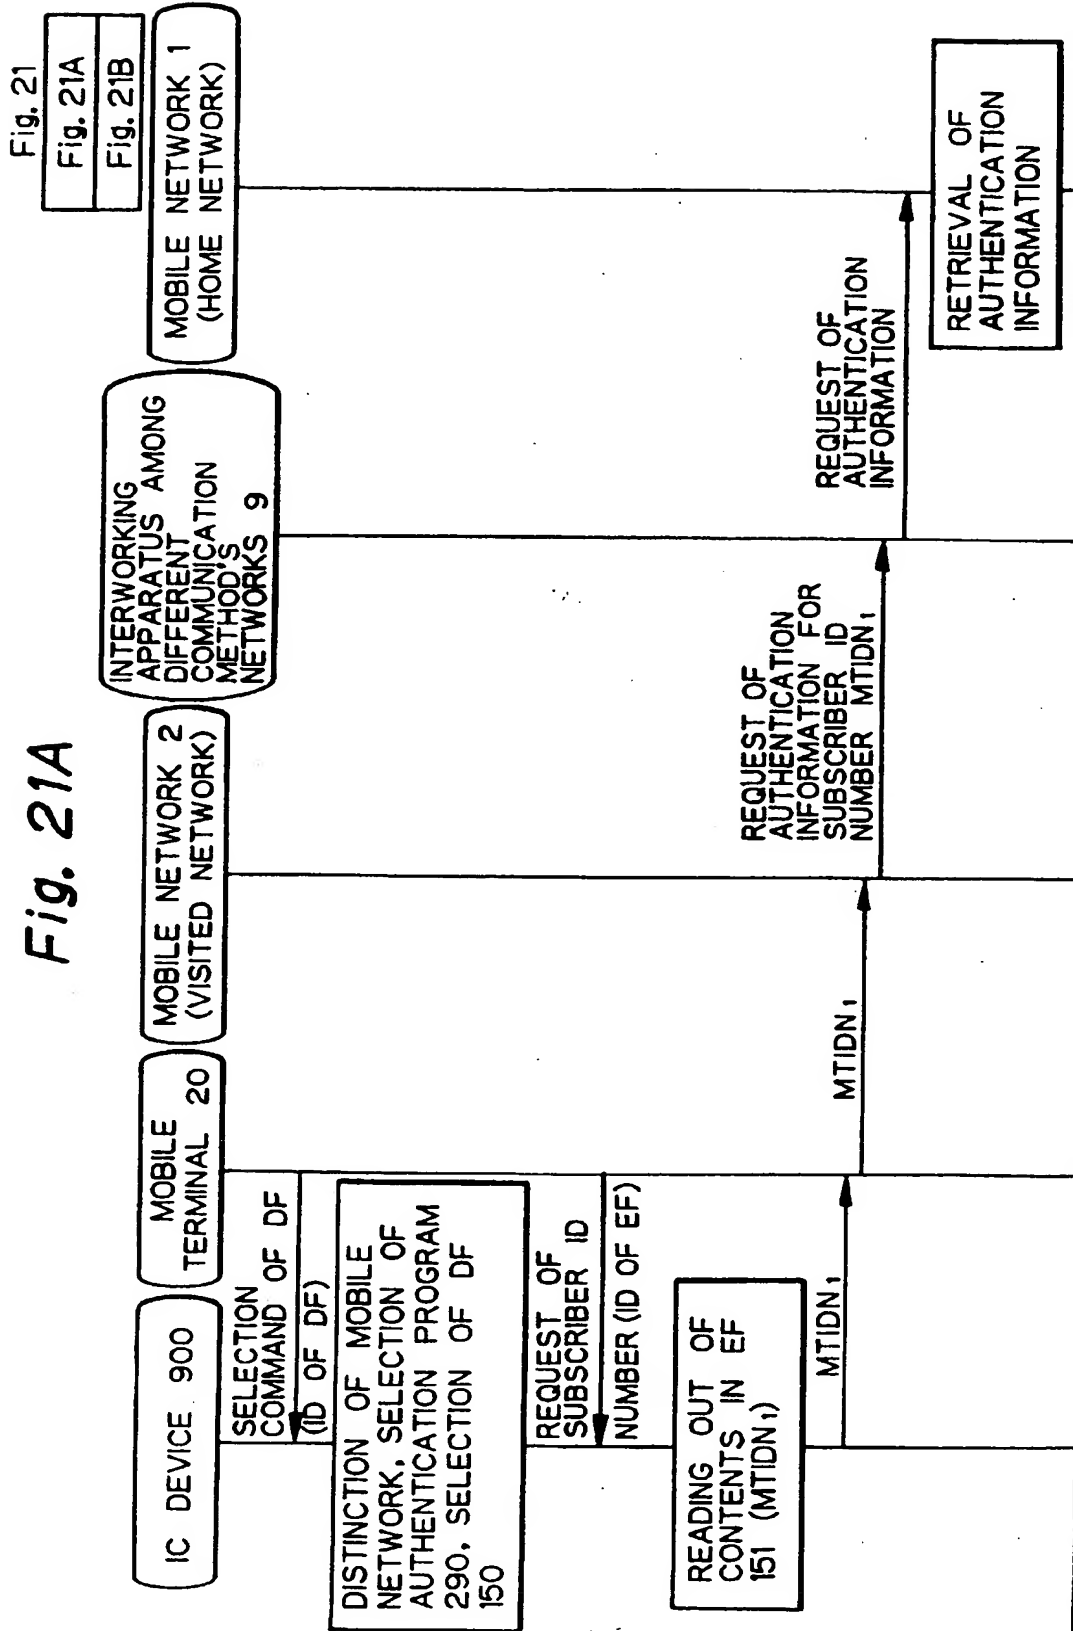 Fig. 21A
Fig. 21
Fig. 21A
Fig. 21B
IC DEVICE 900
MOBILE
TERMINAL 20
MOBILE NETWORK 2
(VISITED NETWORK)
INTERWORKING
APPARATUS AMONG
DIFFERENT
COMMUNICATION
METHOD'S
NETWORKS 9
MOBILE NETWORK 1
(HOME NETWORK)
SELECTION
COMMAND OF DF
(ID OF DF)
DISTINCTION OF MOBILE
NETWORK, SELECTION OF
AUTHENTICATION PROGRAM
290, SELECTION OF DF
150
REQUEST OF
SUBSCRIBER ID
NUMBER (ID OF EF)
READING OUT OF
CONTENTS IN EF
151 (MTIDN₁)
MTIDN₁
MTIDN₁
REQUEST OF
AUTHENTICATION
INFORMATION FOR
SUBSCRIBER ID
NUMBER MTIDN₁
REQUEST OF
AUTHENTICATION
INFORMATION
RETRIEVAL OF
AUTHENTICATION
INFORMATION